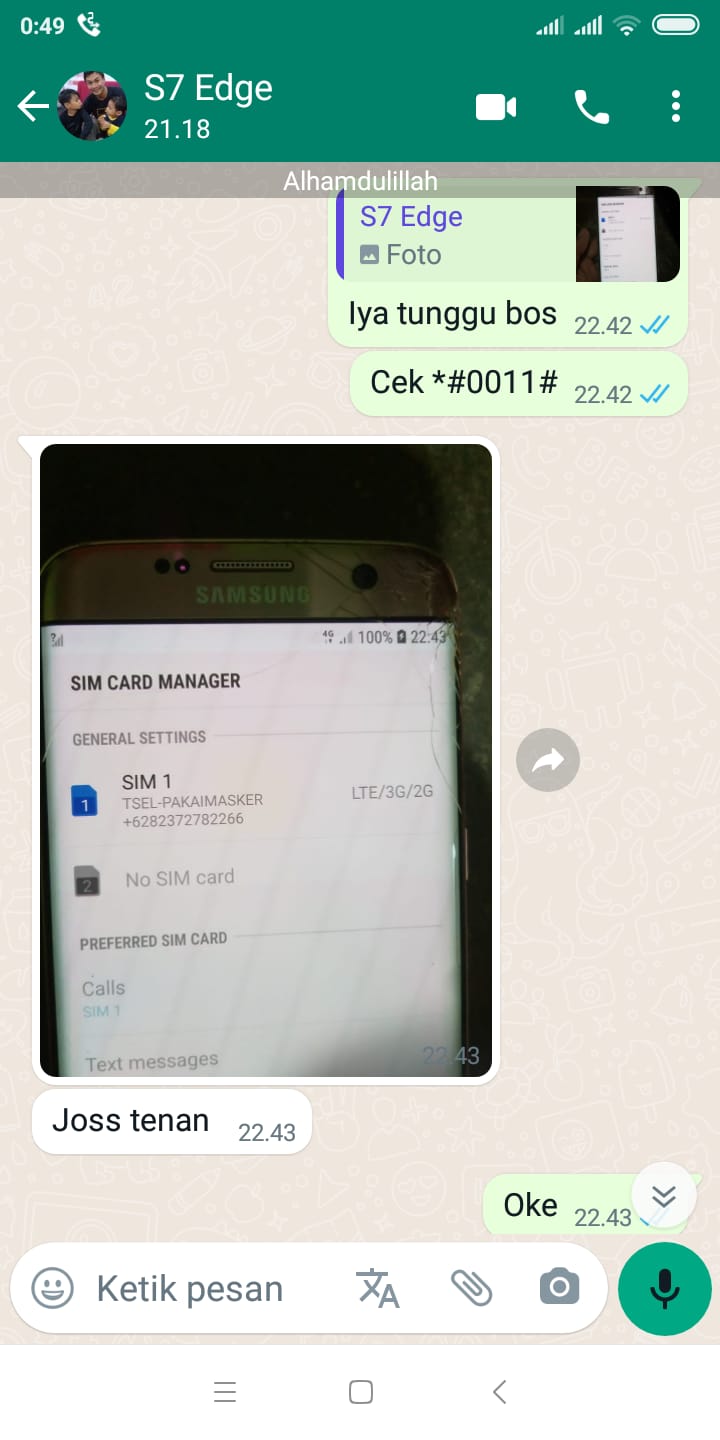 0:49
S7 Edge
21.18
Alhamdulillah
S7 Edge
Foto
Iya tunggu bos 22.42
Cek *#0011# 22.42
SAMSUNG
4G 100% 22:43
SIM CARD MANAGER
GENERAL SETTINGS
SIM 1
1 TSEL-PAKAIMASKER LTE/3G/2G
+6282372782266
2 No SIM card
PREFERRED SIM CARD
Calls
SIM 1
Text messages
22.43
Joss tenan 22.43
Oke 22.43
Ketik pesan